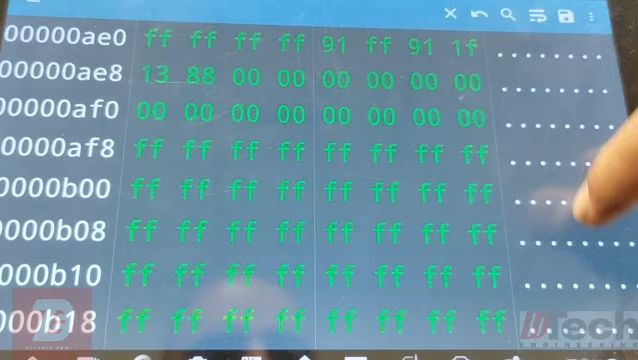 00000ae0 ff ff ff ff 91 ff 91 1f ........
00000ae8 13 88 00 00 00 00 00 00 ........
00000af0 00 00 00 00 00 00 00 00 ........
0000af8 ff ff ff ff ff ff ff ff ........
0000b00 ff ff ff ff ff ff ff ff .....
0000b08 ff ff ff ff ff ff ff ff ........
000b10 ff ff ff ff ff ff ff ff ........
000b18 ff ff ff ff ff ff ff ff
ENGINEERING